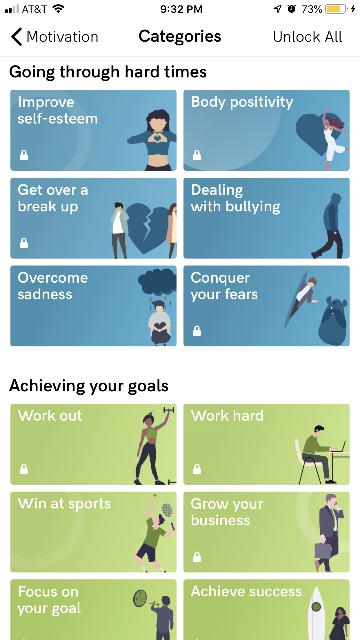 AT&T 9:32 PM 73%
Motivation Categories Unlock All
Going through hard times
Improve
self-esteem
Body positivity
Get over a
break up
Dealing
with bullying
Overcome
sadness
Conquer
your fears
Achieving your goals
Work out
Work hard
Win at sports
Grow your
business
Focus on
your goal
Achieve success